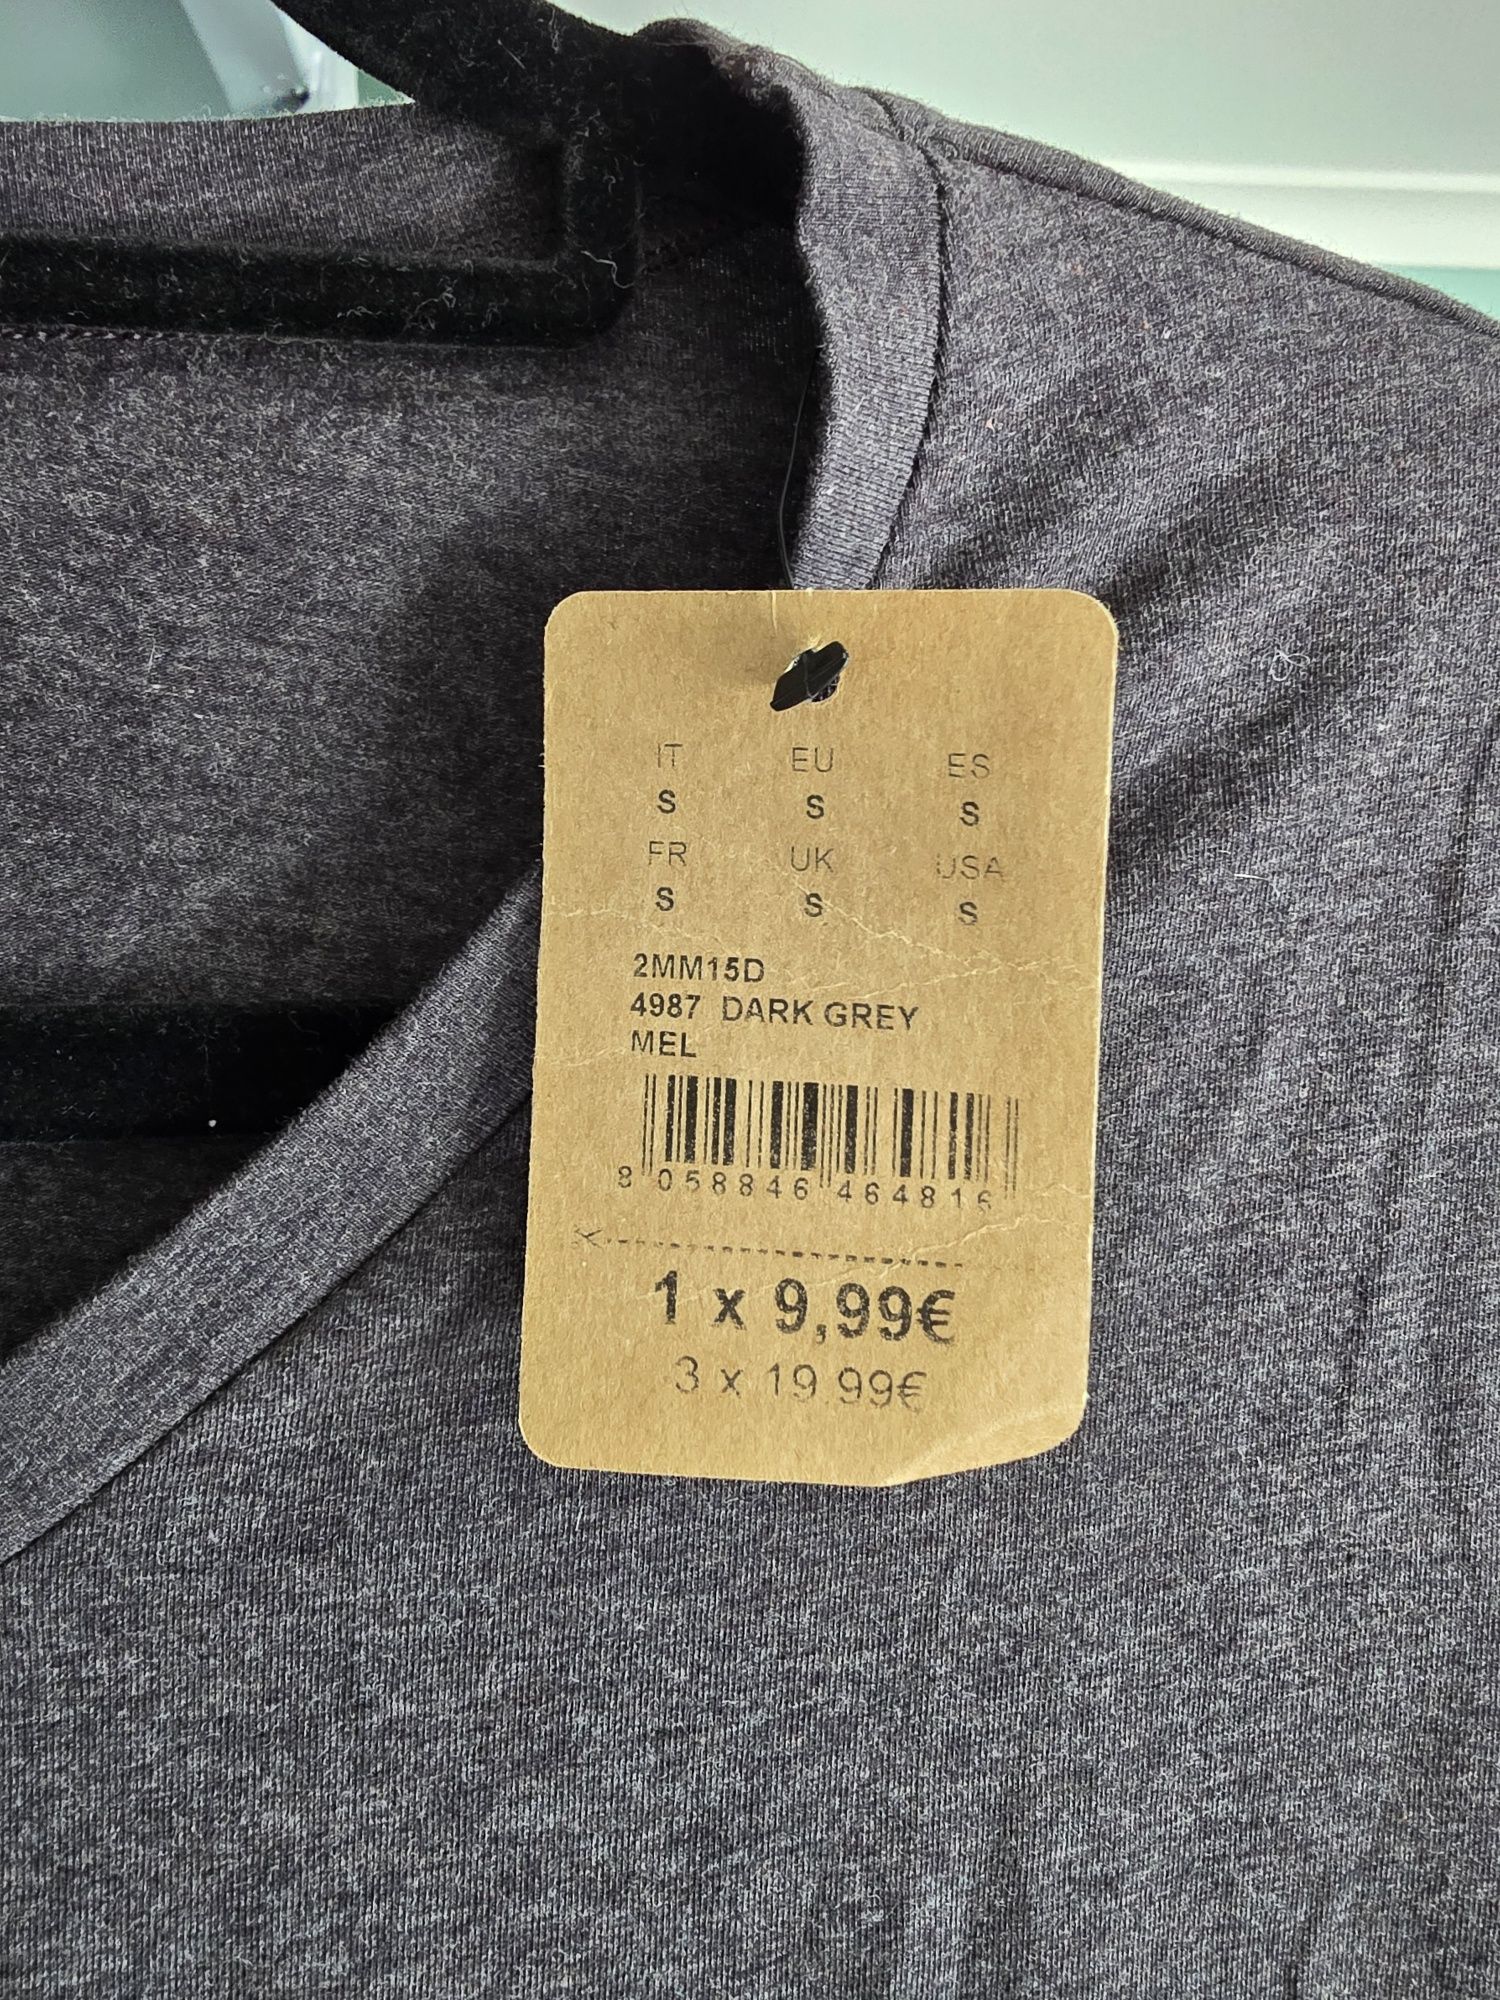 IT EU ES
S S S
FR UK USA
S S S
2MM15D
4987 DARK GREY
MEL
8 058846 464816
1 x 9,99€
3 x 19.99€